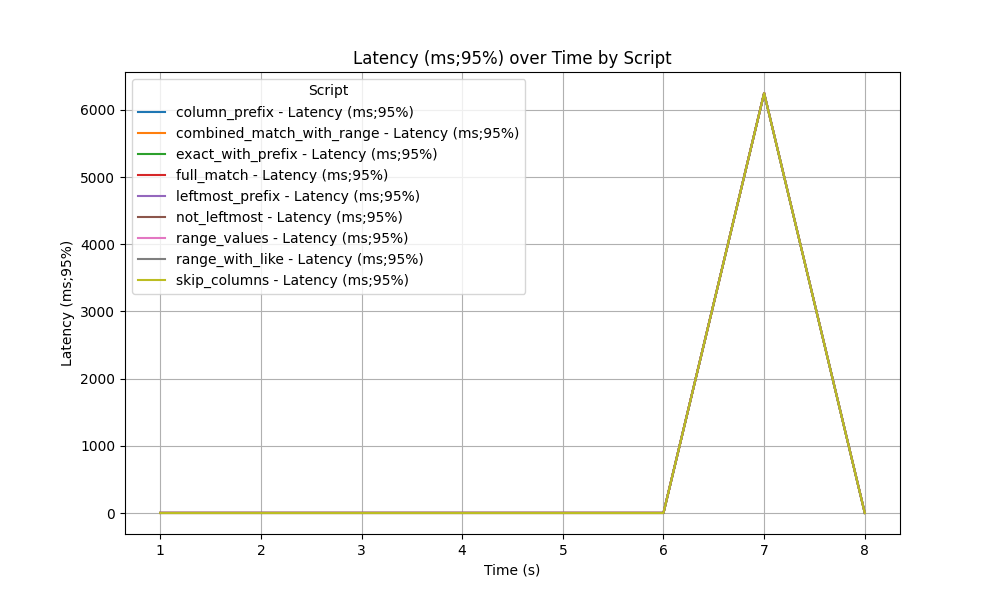 Latency (ms;95%) over Time by Script
Script
column_prefix - Latency (ms;95%)
combined_match_with_range - Latency (ms;95%)
exact_with_prefix - Latency (ms;95%)
full_match - Latency (ms;95%)
leftmost_prefix - Latency (ms;95%)
not_leftmost - Latency (ms;95%)
range_values - Latency (ms;95%)
range_with_like - Latency (ms;95%)
skip_columns - Latency (ms;95%)
Latency (ms;95%)
6000
5000
4000
3000
2000
1000
0
1 2 3 4 5 6 7 8
Time (s)